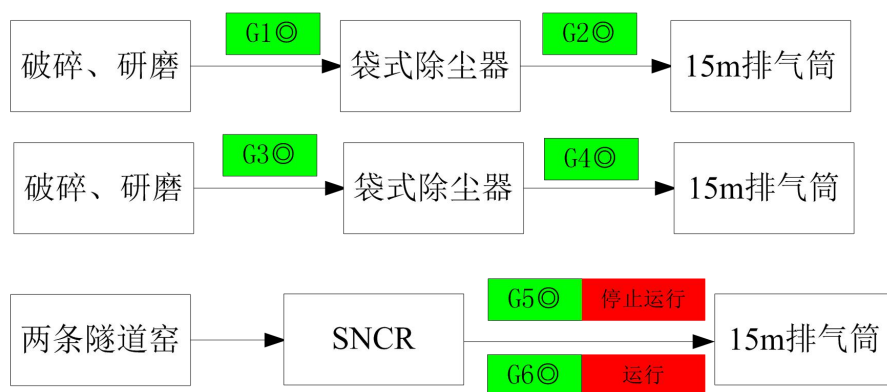 G1◎
G2◎
破碎、研磨
袋式除尘器
15m排气筒
G3◎
G4◎
破碎、研磨
袋式除尘器
15m排气筒
G5◎
停止运行
两条隧道窑
SNCR
15m排气筒
G6◎
运行